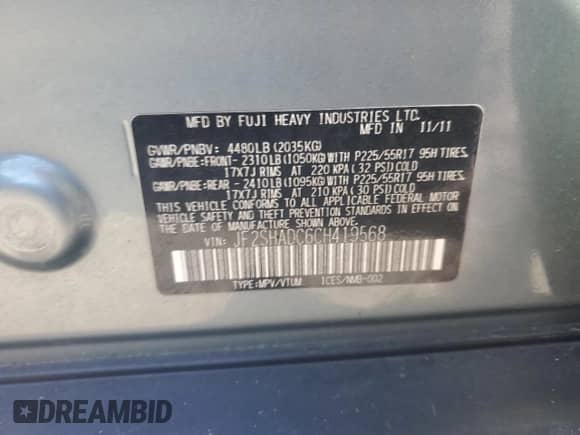 MFD BY FUJI HEAVY INDUSTRIES LTD.
MFD IN 11/11
GVWR/PNBV: 4480LB (2035KG)
GAWR/PNBE:FRONT- 2310LB(1050KG)WITH P225/55R17 95H TIRES,
17X7J RIMS AT 220 KPA( 32 PSI)COLD
GAWR/PNBE:REAR - 2410LB(1095KG)WITH P225/55R17 95H TIRES,
17X7J RIMS AT 210 KPA( 30 PSI)COLD
THIS VEHICLE CONFORMS TO ALL APPLICABLE FEDERAL MOTOR
VEHICLE SAFETY AND BUMPER STANDARDS IN EFFECT ON
THE DATE OF MANUFACTURE SHOWN ABOVE.
VIN: JF2SHADC6CH419568
TYPE:MPV/VTUM ICES/NMB-002
DREAMBID